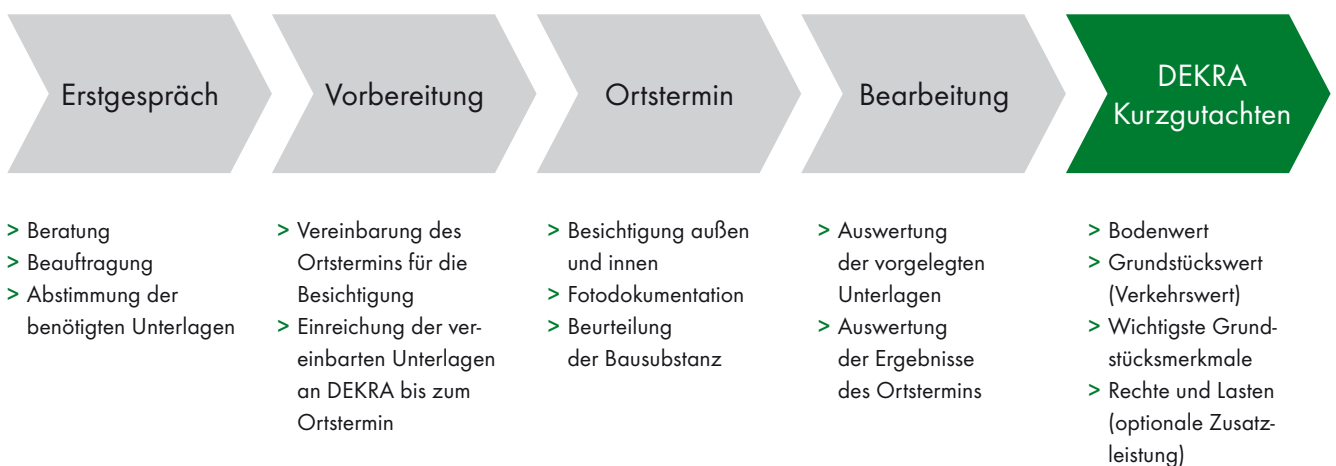 Erstgespräch
Vorbereitung
Ortstermin
Bearbeitung
DEKRA
Kurzgutachten
> Beratung
> Beauftragung
> Abstimmung der
benötigten Unterlagen
> Vereinbarung des
Ortstermins für die
Besichtigung
> Einreichung der ver-
einbarten Unterlagen
an DEKRA bis zum
Ortstermin
> Besichtigung außen
und innen
> Fotodokumentation
> Beurteilung
der Bausubstanz
> Auswertung
der vorgelegten
Unterlagen
> Auswertung
der Ergebnisse
des Ortstermins
> Bodenwert
> Grundstückswert
(Verkehrswert)
> Wichtigste Grund-
stücksmerkmale
> Rechte und Lasten
(optionale Zusatz-
leistung)